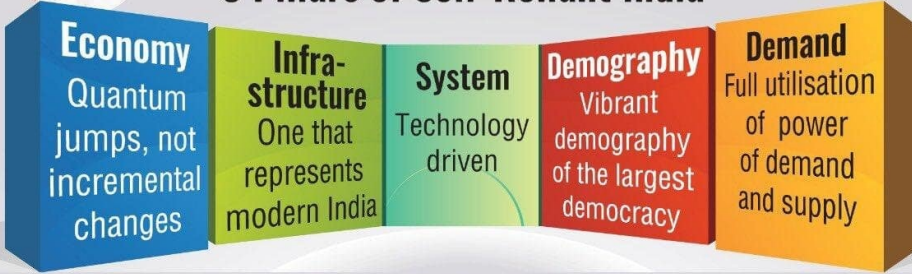 Economy
Quantum
jumps, not
incremental
changes
Infra-
structure
One that
represents
modern India
System
Technology
driven
Demography
Vibrant
demography
of the largest
democracy
Demand
Full utilisation
of power
of demand
and supply